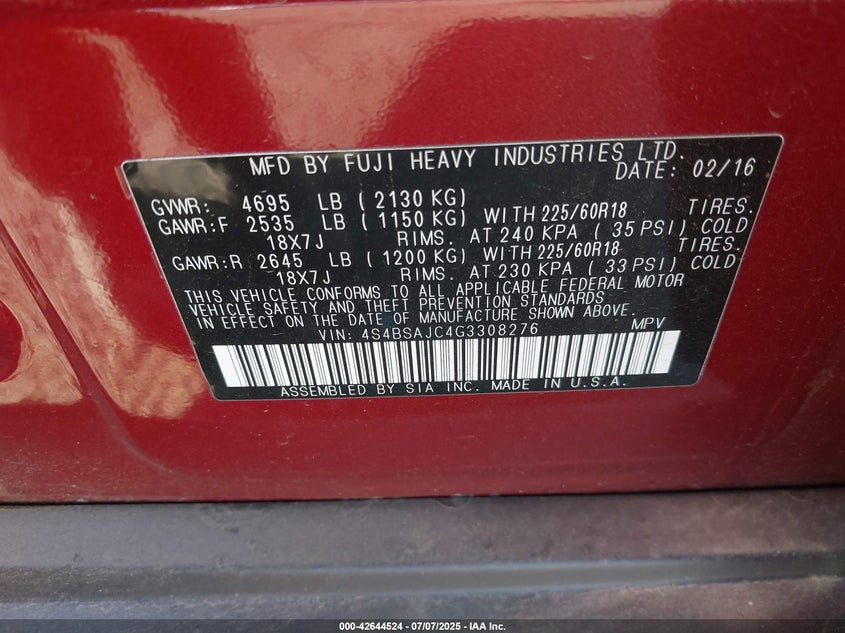 MFD BY FUJI HEAVY INDUSTRIES LTD.
DATE: 02/16
GVWR: 4695 LB (2130 KG)
GAWR:F 2535 LB (1150 KG) WITH 225/60R18 TIRES.
18X7J RIMS. AT 240 KPA (35 PSI) COLD
GAWR:R 2645 LB (1200 KG) WITH 225/60R18 TIRES.
18X7J RIMS. AT 230 KPA (33 PSI) COLD
THIS VEHICLE CONFORMS TO ALL APPLICABLE FEDERAL MOTOR
VEHICLE SAFETY AND THEFT PREVENTION STANDARDS
IN EFFECT ON THE DATE OF MANUFACTURE SHOWN ABOVE.
VIN: 4S4BSAJC4G3308276 MPV
ASSEMBLED BY SIA INC. MADE IN U.S.A.
000-42644524 | 07/07/2025 - IAA Inc.